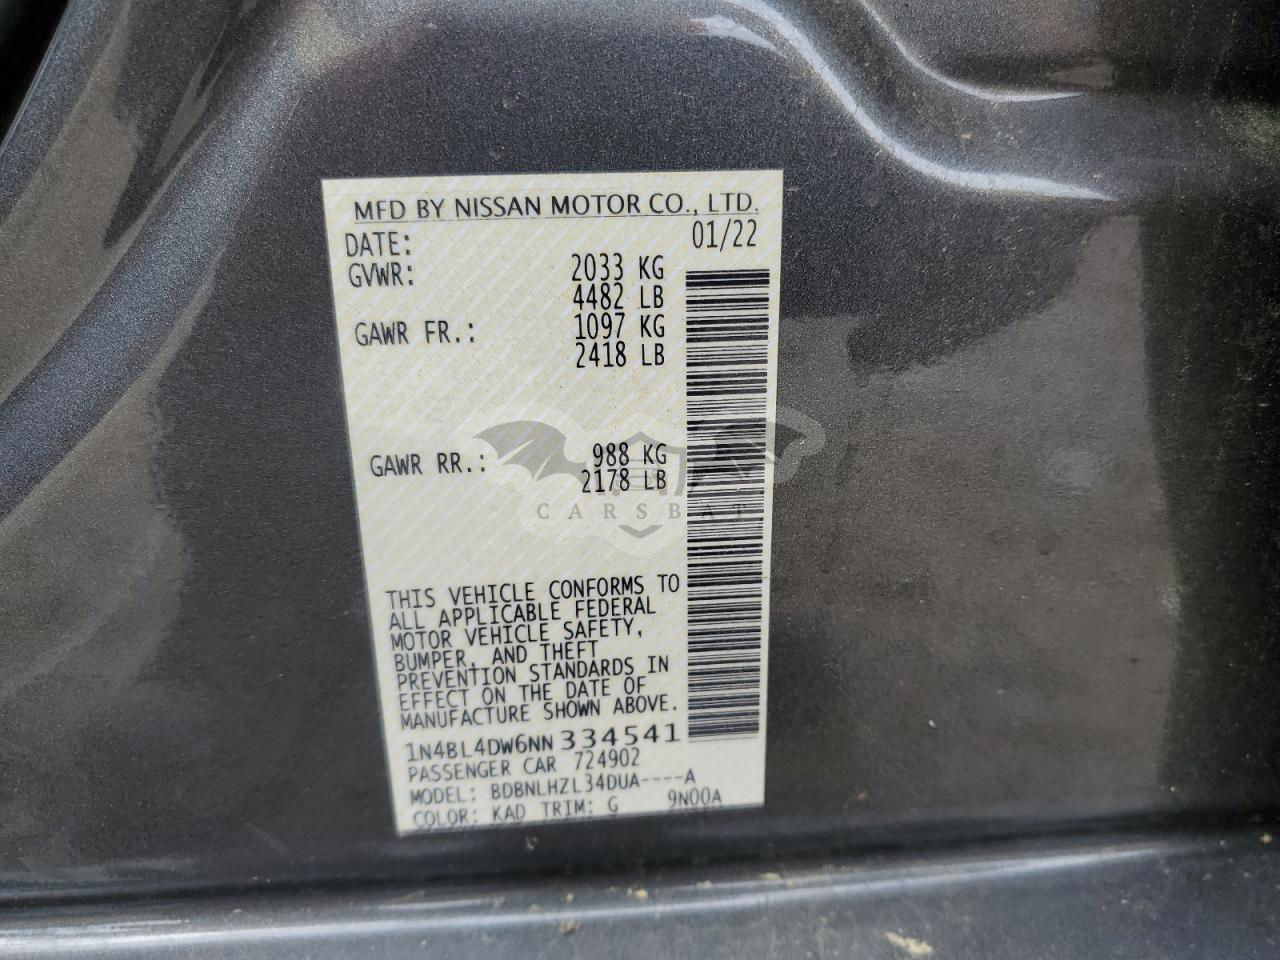 MFD BY NISSAN MOTOR CO., LTD.
DATE: 01/22
GVWR: 2033 KG
4482 LB
GAWR FR.: 1097 KG
2418 LB
GAWR RR.: 988 KG
2178 LB
CARSBAT
THIS VEHICLE CONFORMS TO
ALL APPLICABLE FEDERAL
MOTOR VEHICLE SAFETY,
BUMPER, AND THEFT
PREVENTION STANDARDS IN
EFFECT ON THE DATE OF
MANUFACTURE SHOWN ABOVE.
1N4BL4DW6NN334541
PASSENGER CAR 724902
MODEL: BDBNLHZL34DUA----A
COLOR: KAD TRIM: G 9N00A